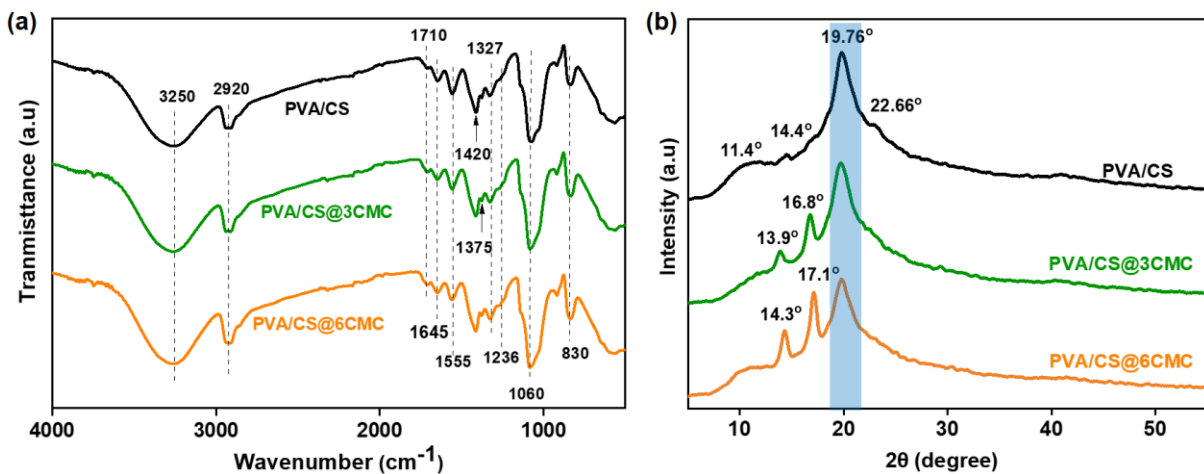 (a)
Tranmisttance (a.u)
1710
1327
3250
2920
PVA/CS
1420
PVA/CS@3CMC
1375
PVA/CS@6CMC
1645
1555
1236
830
1060
4000
3000
2000
1000
Wavenumber (cm⁻¹)
(b)
Intensity (a.u)
19.76°
22.66°
14.4°
11.4°
PVA/CS
16.8°
13.9°
PVA/CS@3CMC
17.1°
14.3°
PVA/CS@6CMC
10
20
30
40
50
2θ (degree)